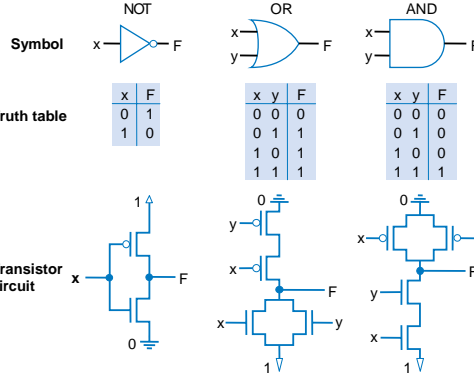 NOT OR AND
Symbol x F x y F x y F
x F x y F x y F
ruth table 0 1 0 0 0 0 0 0
1 0 0 1 1 0 1 0
1 0 1 1 0 0
1 1 1 1 1 1
1 0 0
y
x x
ransistor
ircuit x F F y F
x y x
0 1 1